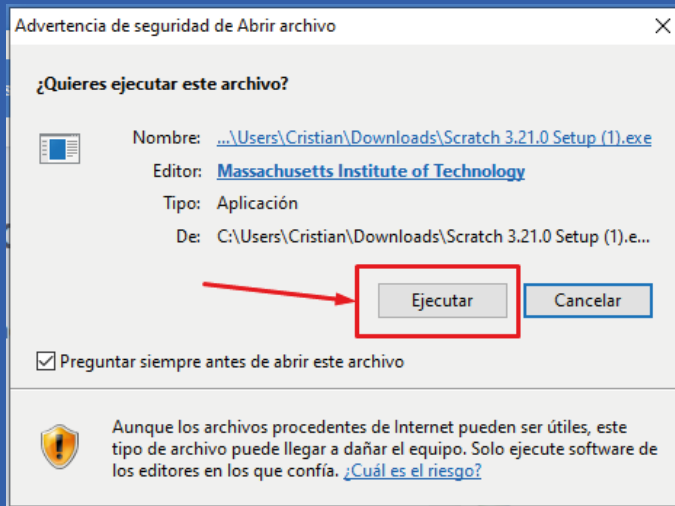 Advertencia de seguridad de Abrir archivo
¿Quieres ejecutar este archivo?
Nombre: ...\Users\Cristian\Downloads\Scratch 3.21.0 Setup (1).exe
Editor: Massachusetts Institute of Technology
Tipo: Aplicación
De: C:\Users\Cristian\Downloads\Scratch 3.21.0 Setup (1).e...
Ejecutar Cancelar
Preguntar siempre antes de abrir este archivo
Aunque los archivos procedentes de Internet pueden ser útiles, este
tipo de archivo puede llegar a dañar el equipo. Solo ejecute software de
los editores en los que confía. ¿Cuál es el riesgo?